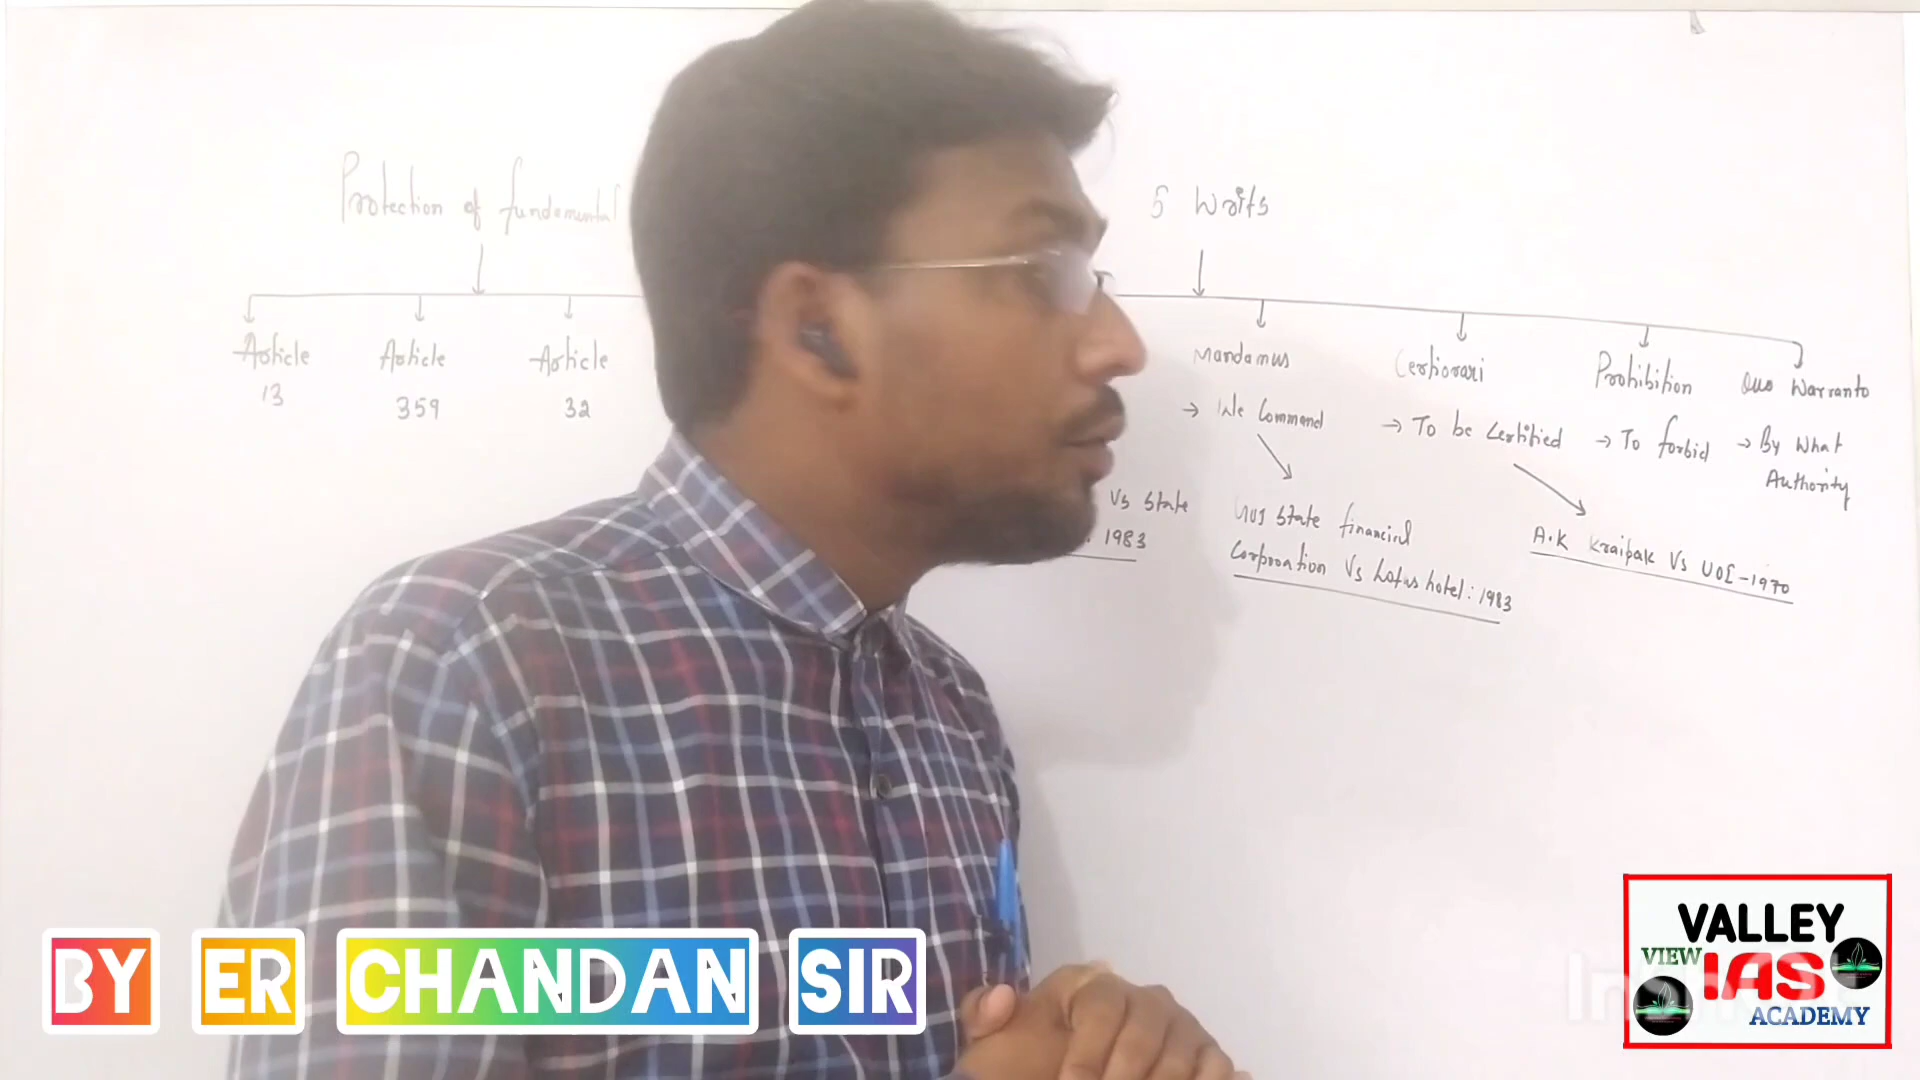 Protection of fundamental
5 Writs
Article
13
Article
359
Article
32
Mandamus
→ We Command
Certiorari
→ To be Certified
Prohibition
→ To forbid
Quo Warranto
→ By What
Authority
Vs State
1983
State financial
Corporation Vs Lotus hotel : 1983
A.K Kraipak Vs UOI - 1970
BY ER CHANDAN SIR
VALLEY
VIEW
IAS
ACADEMY